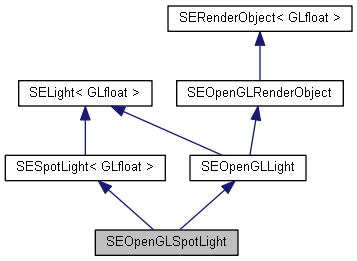 SERenderObject< GLfloat >
SELight< GLfloat >
SEOpenGLRenderObject
SESpotLight< GLfloat >
SEOpenGLLight
SEOpenGLSpotLight